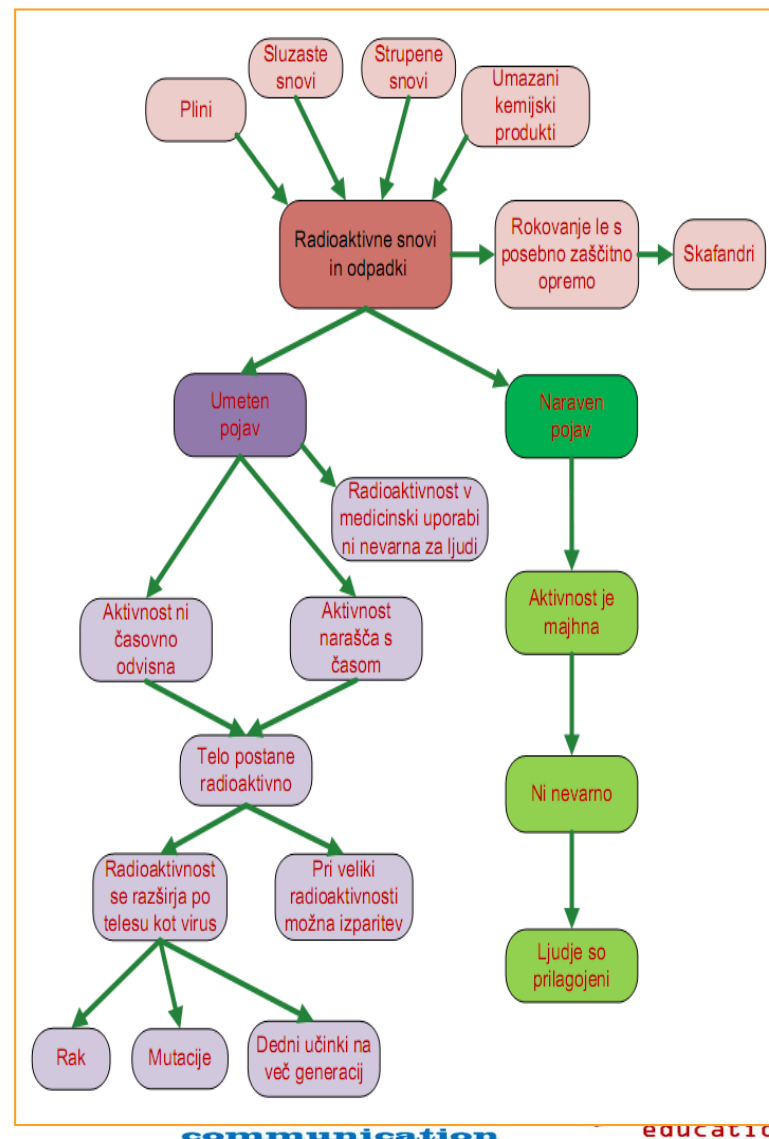 Sluzaste
snovi
Strupene
snovi
Umazani
kemijski
produkti
Plini
Radioaktivne snovi
in odpadki
Rokovanje le s
posebno zaščitno
opremo
Skafandri
Umeten
pojav
Naraven
pojav
Radioaktivnost v
medicinski uporabi
ni nevarna za ljudi
Aktivnost ni
časovno
odvisna
Aktivnost
narašča s
časom
Aktivnost je
majhna
Telo postane
radioaktivno
Ni nevarno
Radioaktivnost
se razširja po
telesu kot virus
Pri veliki
radioaktivnosti
možna izparitev
Ljudje so
prilagojeni
Rak
Mutacije
Dedni učinki na
več generacij
communication